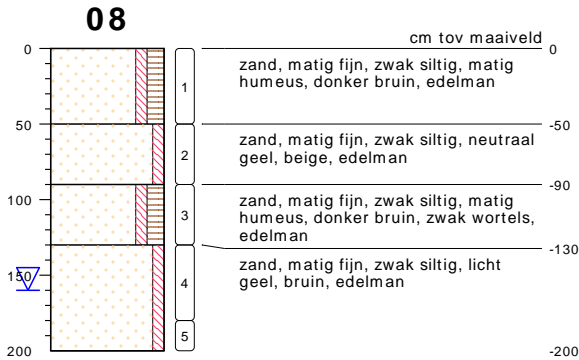 08
cm tov maaiveld
0
0
zand, matig fijn, zwak siltig, matig
humeus, donker bruin, edelman
1
50
-50
zand, matig fijn, zwak siltig, neutraal
geel, beige, edelman
2
-90
100
zand, matig fijn, zwak siltig, matig
humeus, donker bruin, zwak wortels,
edelman
3
-130
zand, matig fijn, zwak siltig, licht
geel, bruin, edelman
150
4
5
200
-200